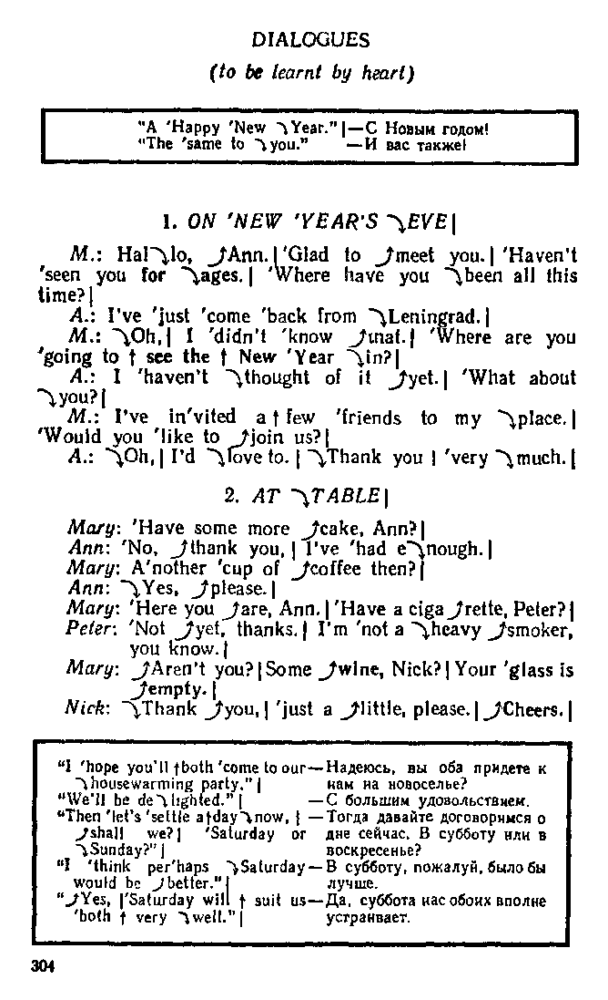 DIALOGUES
(to be learnt by heart)
"A 'Happy 'New ↘Year." |—С Новым годом!
"The 'same to ↘you." —И вас также!
1. ON 'NEW 'YEAR'S ↘EVE|
M.: Hal↘lo, ⤴Ann.|'Glad to ⤴meet you.| 'Haven't
'seen you for ↘ages.| 'Where have you ↘been all this
time?|
A.: I've 'just 'come 'back from ↘Leningrad.|
M.: ↘Oh,| I 'didn't 'know ⤴that.| 'Where are you
'going to ↑ see the ↑ New 'Year ↘in?|
A.: I 'haven't ↘thought of it ⤴yet.| 'What about
↘you?|
M.: I've in'vited a↑few 'friends to my ↘place.|
'Would you 'like to ⤴join us?|
A.: ↘Oh,| I'd ↘love to.| ↘Thank you | 'very ↘much.|
2. AT ↘TABLE|
Mary: 'Have some more ⤴cake, Ann?|
Ann: 'No, ⤴thank you,| I've 'had e↘nough.|
Mary: A'nother 'cup of ⤴coffee then?|
Ann: ↘Yes, ⤴please.|
Mary: 'Here you ⤴are, Ann.|'Have a ciga⤴rette, Peter?|
Peter: 'Not ⤴yet, thanks.| I'm 'not a ↘heavy ⤴smoker,
you know.|
Mary: ⤴Aren't you?|Some ⤴wine, Nick?|Your 'glass is
⤴empty.|
Nick: ↘Thank ⤴you,| 'just a ⤴little, please.|⤴Cheers.|
"I 'hope you'll ↑both 'come to our—Надеюсь, вы оба придете к
↘housewarming party."| нам на новоселье?
"We'll be de↘lighted."| —С большим удовольствием.
"Then 'let's 'settle a↑day↘now, | —Тогда давайте договоримся о
⤴shall we?| 'Saturday or дне сейчас. В субботу или в
↘Sunday?"| воскресенье?
"I 'think per'haps ↘Saturday—В субботу, пожалуй, было бы
would be ⤴better."| лучше.
"⤴Yes, |'Saturday will ↑ suit us—Да, суббота нас обоих вполне
'both ↑ very ↘well."| устраивает.
304